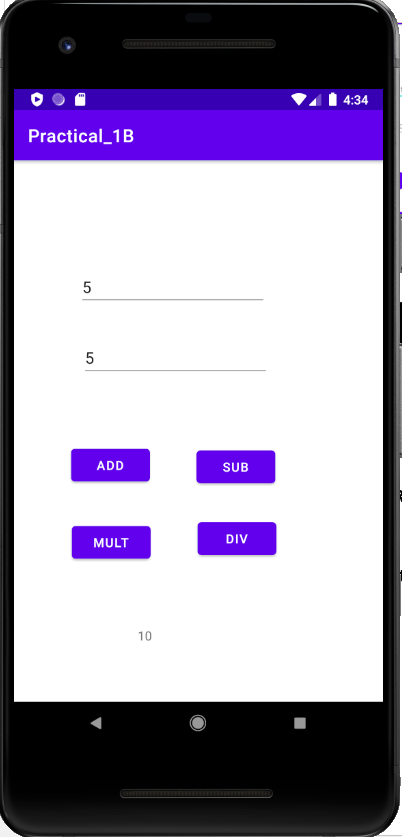 4:34
Practical_1B
5
5
ADD SUB
MULT DIV
10